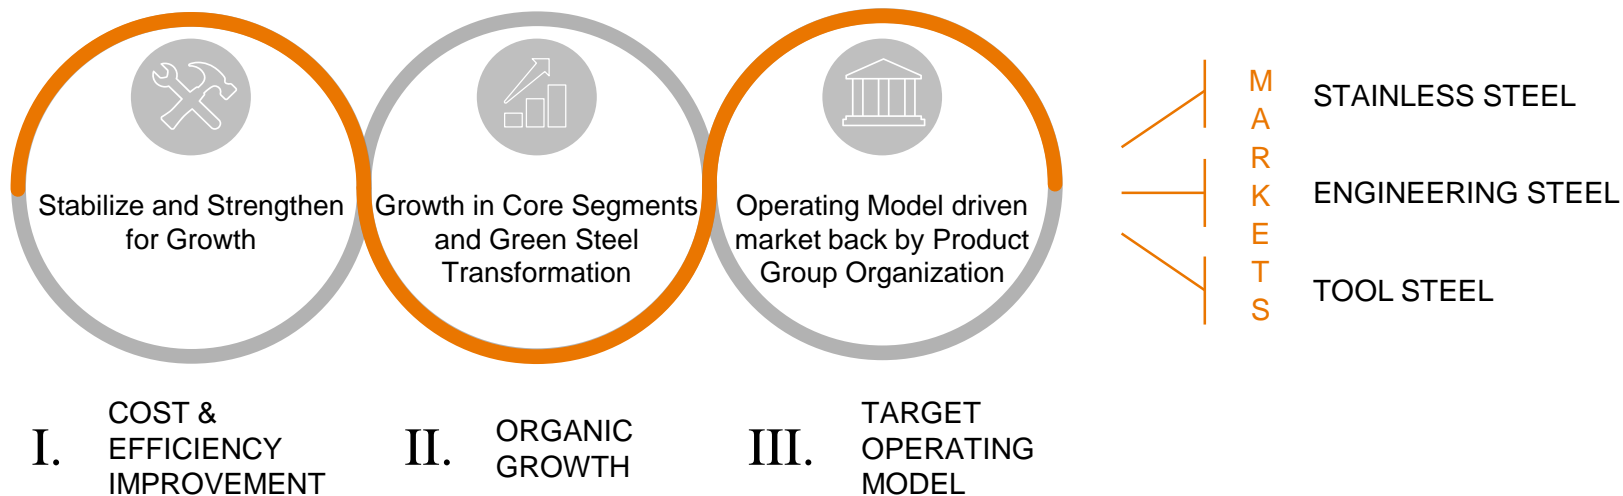 Stabilize and Strengthen
for Growth
Growth in Core Segments
and Green Steel
Transformation
Operating Model driven
market back by Product
Group Organization
MARKETS
STAINLESS STEEL
ENGINEERING STEEL
TOOL STEEL
I.
COST &
EFFICIENCY
IMPROVEMENT
II.
ORGANIC
GROWTH
III.
TARGET
OPERATING
MODEL